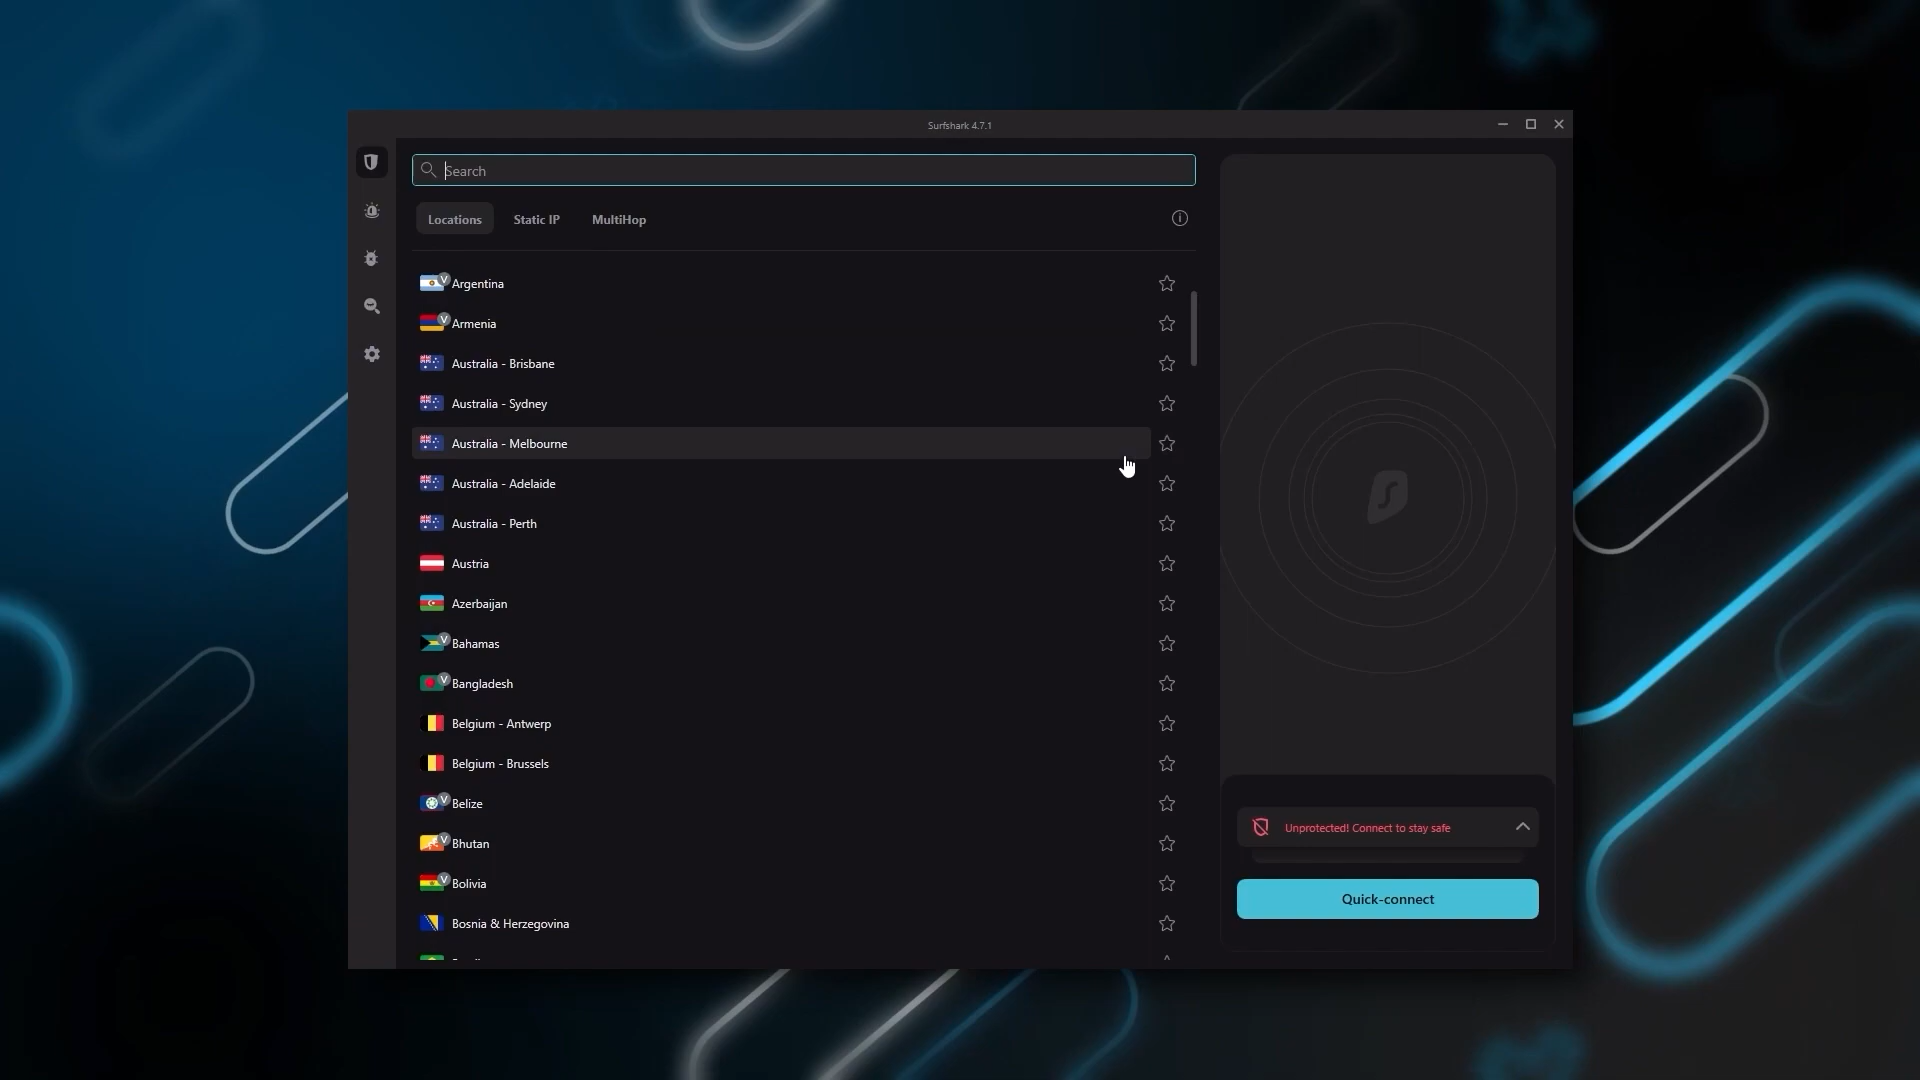 Surfshark 4.7.1
Search
Locations
Static IP
MultiHop
V Argentina
V Armenia
Australia - Brisbane
Australia - Sydney
Australia - Melbourne
Australia - Adelaide
Australia - Perth
Austria
Azerbaijan
V Bahamas
V Bangladesh
Belgium - Antwerp
Belgium - Brussels
V Belize
V Bhutan
V Bolivia
Bosnia & Herzegovina
Unprotected! Connect to stay safe
Quick-connect